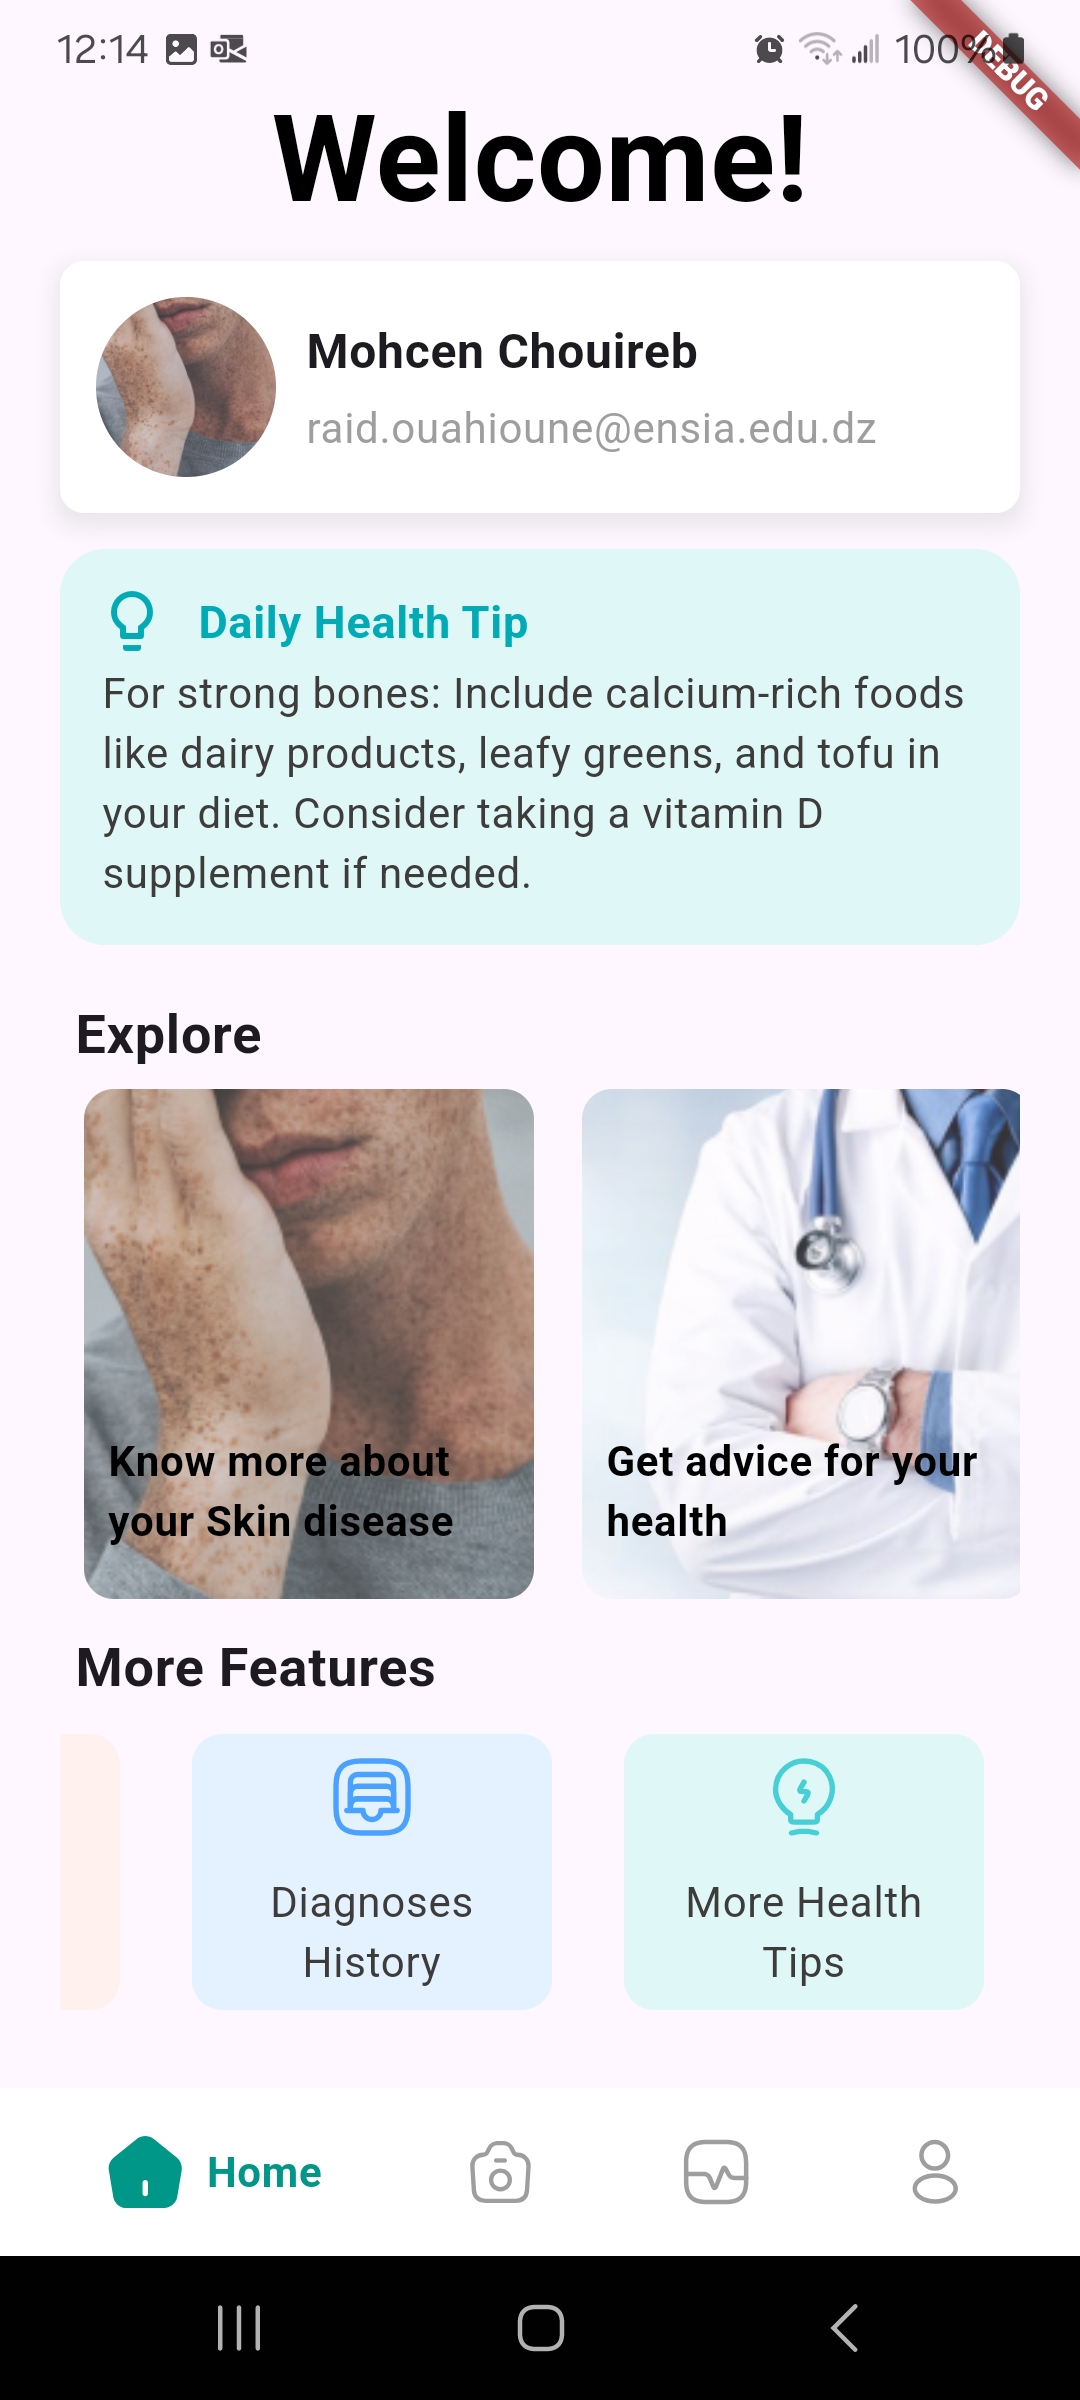 12:14
100%
DEBUG
Welcome!
Mohcen Chouireb
raid.ouahioune@ensia.edu.dz
Daily Health Tip
For strong bones: Include calcium-rich foods
like dairy products, leafy greens, and tofu in
your diet. Consider taking a vitamin D
supplement if needed.
Explore
Know more about
your Skin disease
Get advice for your
health
More Features
Diagnoses
History
More Health
Tips
Home